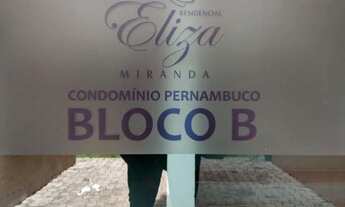 RESIDENCIAL
Eliza
MIRANDA
CONDOMÍNIO PERNAMBUCO
BLOCO B